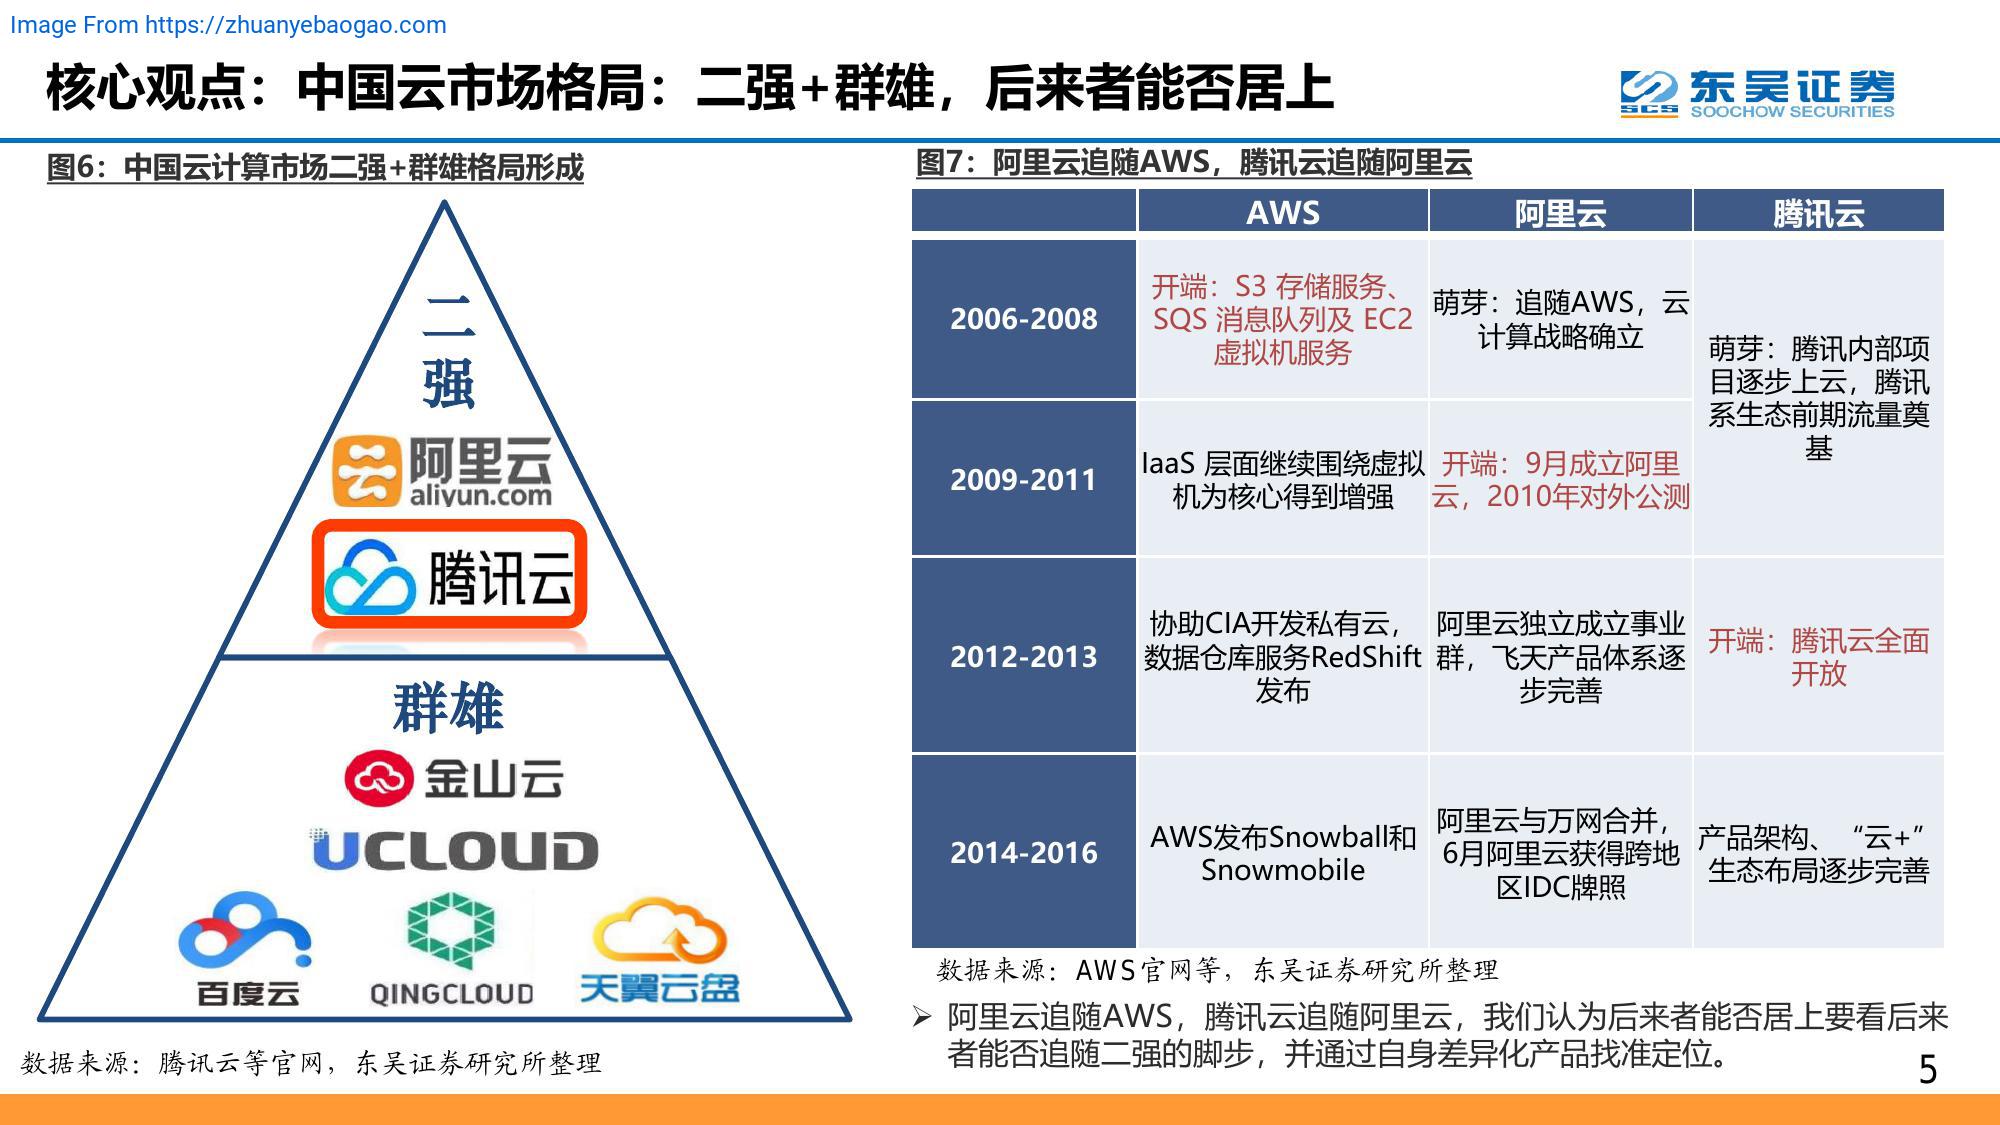 Image From https://zhuanyebaogao.com
核心观点：中国云市场格局：二强+群雄，后来者能否居上
SCS
东吴证券
SOOCHOW SECURITIES
图6：中国云计算市场二强+群雄格局形成
二
强
阿里云
aliyun.com
腾讯云
群雄
金山云
UCLOUD
百度云
QINGCLOUD
天翼云盘
数据来源：腾讯云等官网，东吴证券研究所整理
图7：阿里云追随AWS，腾讯云追随阿里云
AWS
阿里云
腾讯云
2006-2008
开端：S3 存储服务、
SQS 消息队列及 EC2
虚拟机服务
萌芽：追随AWS，云
计算战略确立
萌芽：腾讯内部项
目逐步上云，腾讯
系生态前期流量奠
基
2009-2011
IaaS 层面继续围绕虚拟
机为核心得到增强
开端：9月成立阿里
云，2010年对外公测
2012-2013
协助CIA开发私有云，
数据仓库服务RedShift
发布
阿里云独立成立事业
群，飞天产品体系逐
步完善
开端：腾讯云全面
开放
2014-2016
AWS发布Snowball和
Snowmobile
阿里云与万网合并，
6月阿里云获得跨地
区IDC牌照
产品架构、“云+”
生态布局逐步完善
数据来源：AWS官网等，东吴证券研究所整理
➢ 阿里云追随AWS，腾讯云追随阿里云，我们认为后来者能否居上要看后来
者能否追随二强的脚步，并通过自身差异化产品找准定位。
5